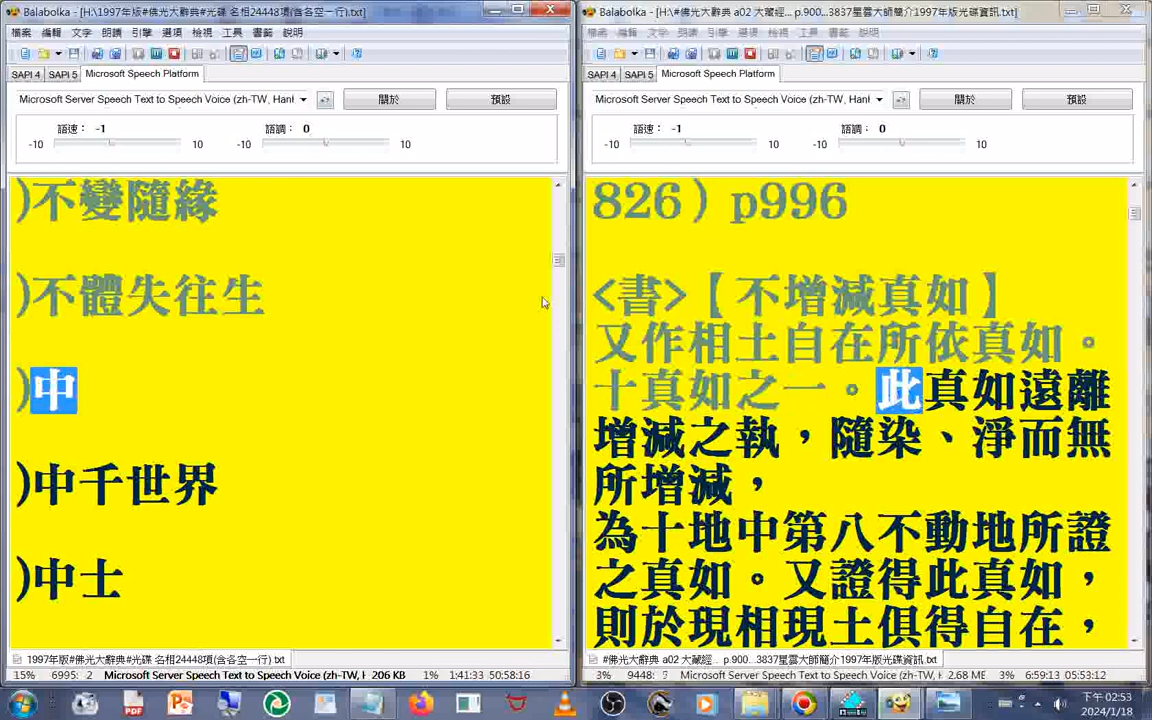 Balabolka - [H:\1997年版#佛光大辭典#光碟 名相24448項(含各空一行).txt]
檔案 編輯 文字 朗讀 引擎 選項 檢視 工具 書籤 說明
SAPI 4 SAPI 5 Microsoft Speech Platform
Microsoft Server Speech Text to Speech Voice (zh-TW, Hanl
關於 預設
語速： -1 語調： 0
-10 10 -10 10
)不變隨緣
)不體失往生
)中
)中千世界
)中士
1997年版#佛光大辭典#光碟 名相24448項(含各空一行).txt
15% 6995: 2 Microsoft Server Speech Text to Speech Voice (zh-TW, H 206 KB 1% 1:41:33 50:58:16
Balabolka - [H:\#佛光大辭典 a02 大藏經... p.900...3837星雲大師簡介1997年版光碟資訊.txt]
檔案 編輯 文字 朗讀 引擎 選項 檢視 工具 書籤 說明
SAPI 4 SAPI 5 Microsoft Speech Platform
Microsoft Server Speech Text to Speech Voice (zh-TW, Hanl
關於 預設
語速： -1 語調： 0
-10 10 -10 10
826）p996
<書>【不增減真如】
又作相土自在所依真如。
十真如之一。此真如遠離
增減之執，隨染、淨而無
所增減，
為十地中第八不動地所證
之真如。又證得此真如，
則於現相現土俱得自在，
#佛光大辭典 a02 大藏經... p.900...3837星雲大師簡介1997年版光碟資訊.txt
3% 9448: Microsoft Server Speech Text to Speech Voice (zh-TW, 2.68 ME 3% 6:59:13 05:53:12
下午 02:53
2024/1/18